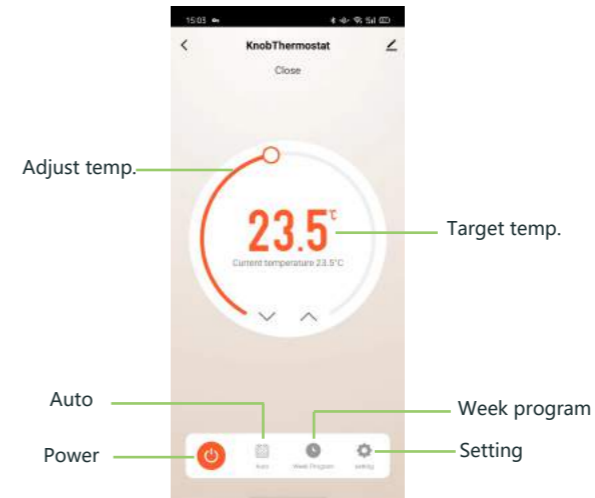 15:03
KnobThermostat
Close
Adjust temp.
23.5℃
Target temp.
Current temperature 23.5°C
Auto
Week program
Power
Setting
Auto
Week Program
setting